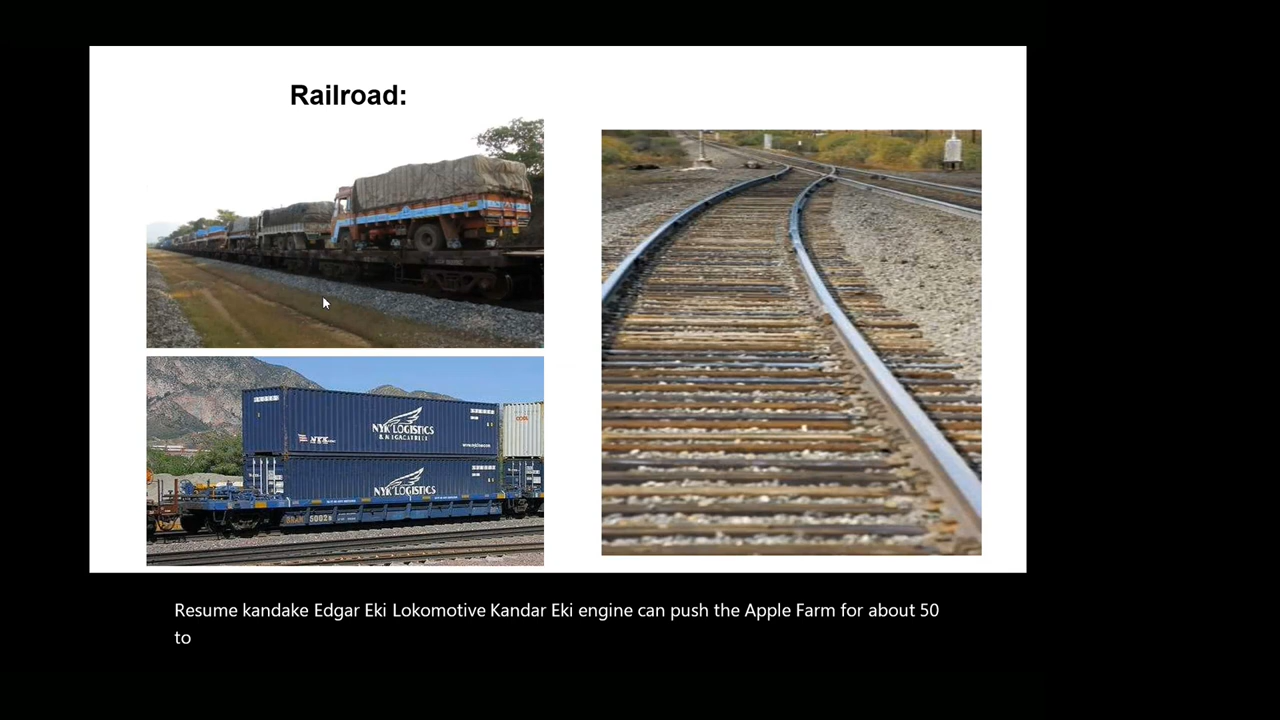 Railroad:
NYK LOGISTICS
NYK LOGISTICS
5002
Resume kandake Edgar Eki Lokomotive Kandar Eki engine can push the Apple Farm for about 50
to